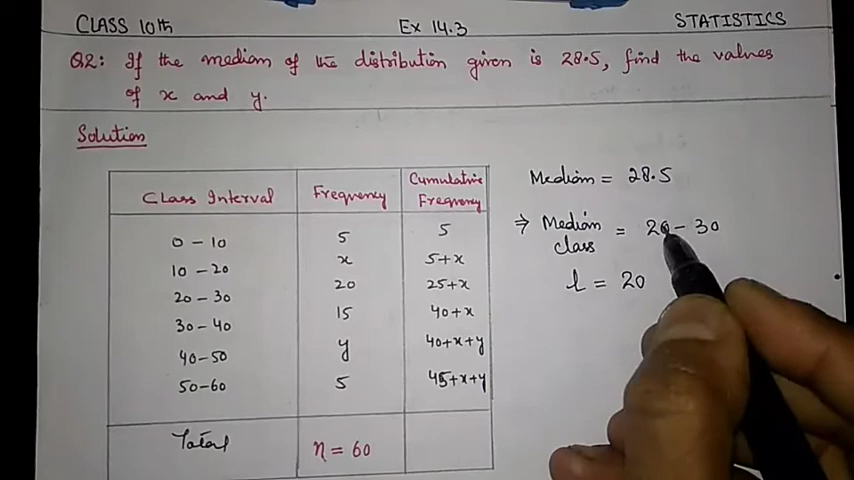 CLASS 10th Ex 14.3 STATISTICS
Q2: If the median of the distribution given is 28.5, find the values
of x and y.
Solution
Class Interval Frequency Cumulative Frequency
0-10 5 5
10-20 x 5+x
20-30 20 25+x
30-40 15 40+x
40-50 y 40+x+y
50-60 5 45+x+y
Total n = 60
Median = 28.5
⇒ Median class = 20-30
l = 20